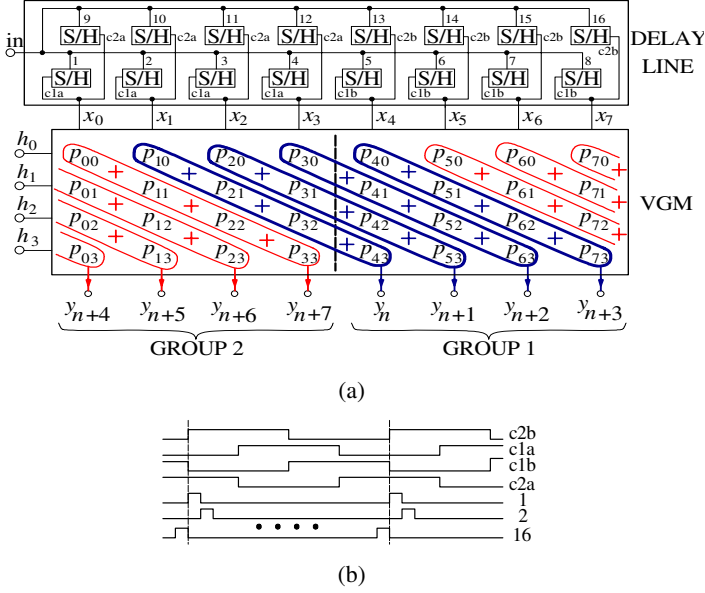 9 10 11 12 13 14 15 16
S/H c2a S/H c2a S/H c2a S/H c2a S/H c2b S/H c2b S/H c2b S/H c2b
in
DELAY LINE
1 2 3 4 5 6 7 8
S/H S/H S/H S/H S/H S/H S/H S/H
c1a c1a c1a c1a c1b c1b c1b c1b
x0 x1 x2 x3 x4 x5 x6 x7
h0 p00 p10 p20 p30 p40 p50 p60 p70
+ + + + + + + +
h1 p01 p11 p21 p31 p41 p51 p61 p71
VGM
+ + + + + + + +
h2 p02 p12 p22 p32 p42 p52 p62 p72
+ + + + + + + +
h3 p03 p13 p23 p33 p43 p53 p63 p73
yn+4 yn+5 yn+6 yn+7 yn yn+1 yn+2 yn+3
GROUP 2 GROUP 1
(a)
c2b
c1a
c1b
c2a
1
2
16
(b)